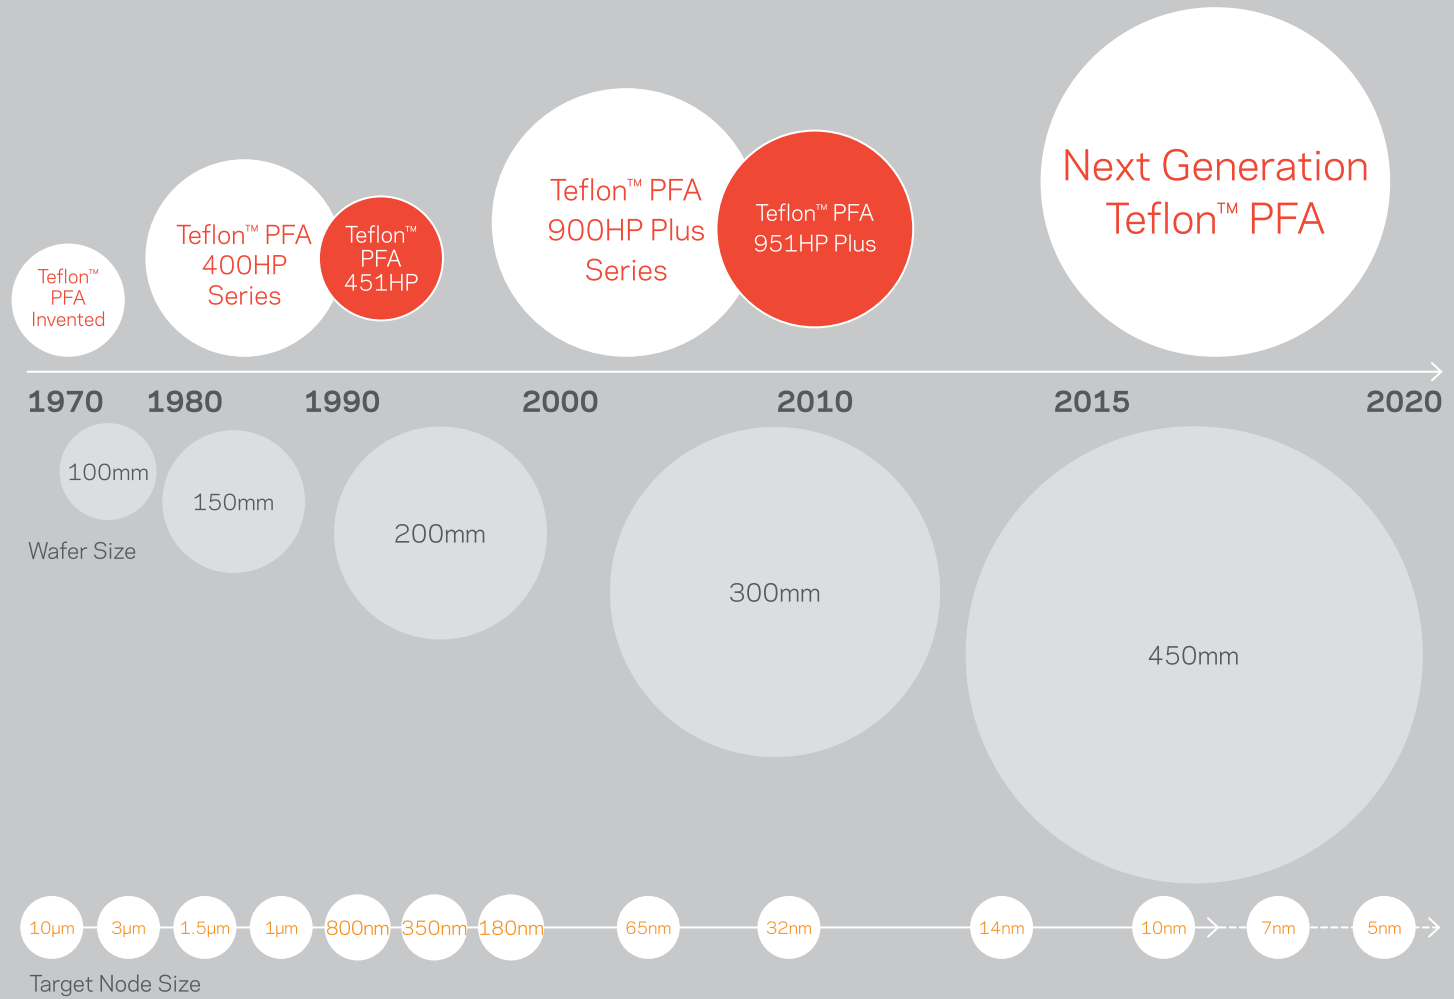 Teflon™
PFA
Invented
Teflon™ PFA
400HP
Series
Teflon™
PFA
451HP
Teflon™ PFA
900HP Plus
Series
Teflon™ PFA
951HP Plus
Next Generation
Teflon™ PFA
1970 1980 1990 2000 2010 2015 2020
100mm
150mm
200mm
300mm
450mm
Wafer Size
10µm 3µm 1.5µm 1µm 800nm 350nm 180nm 65nm 32nm 14nm 10nm 7nm 5nm
Target Node Size